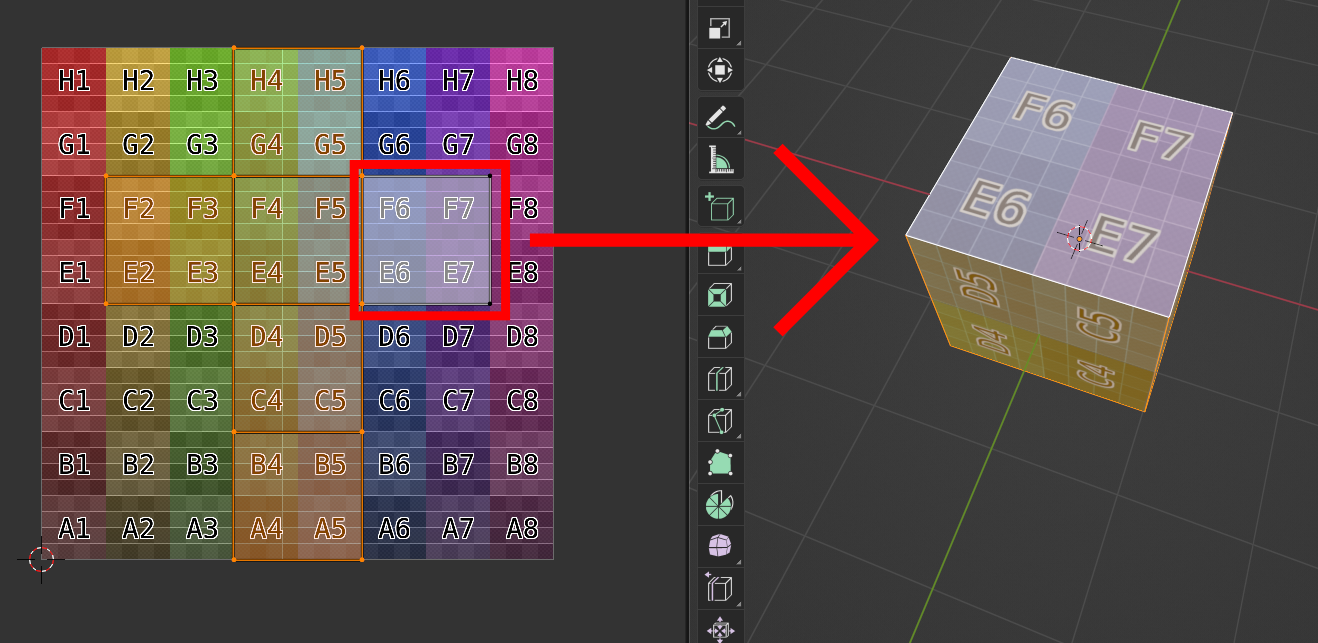 H1 H2 H3 H4 H5 H6 H7 H8
G1 G2 G3 G4 G5 G6 G7 G8
F1 F2 F3 F4 F5 F6 F7 F8
E1 E2 E3 E4 E5 E6 E7 E8
D1 D2 D3 D4 D5 D6 D7 D8
C1 C2 C3 C4 C5 C6 C7 C8
B1 B2 B3 B4 B5 B6 B7 B8
A1 A2 A3 A4 A5 A6 A7 A8
F6 F7
E6 E7
D5 C5
D4 C4